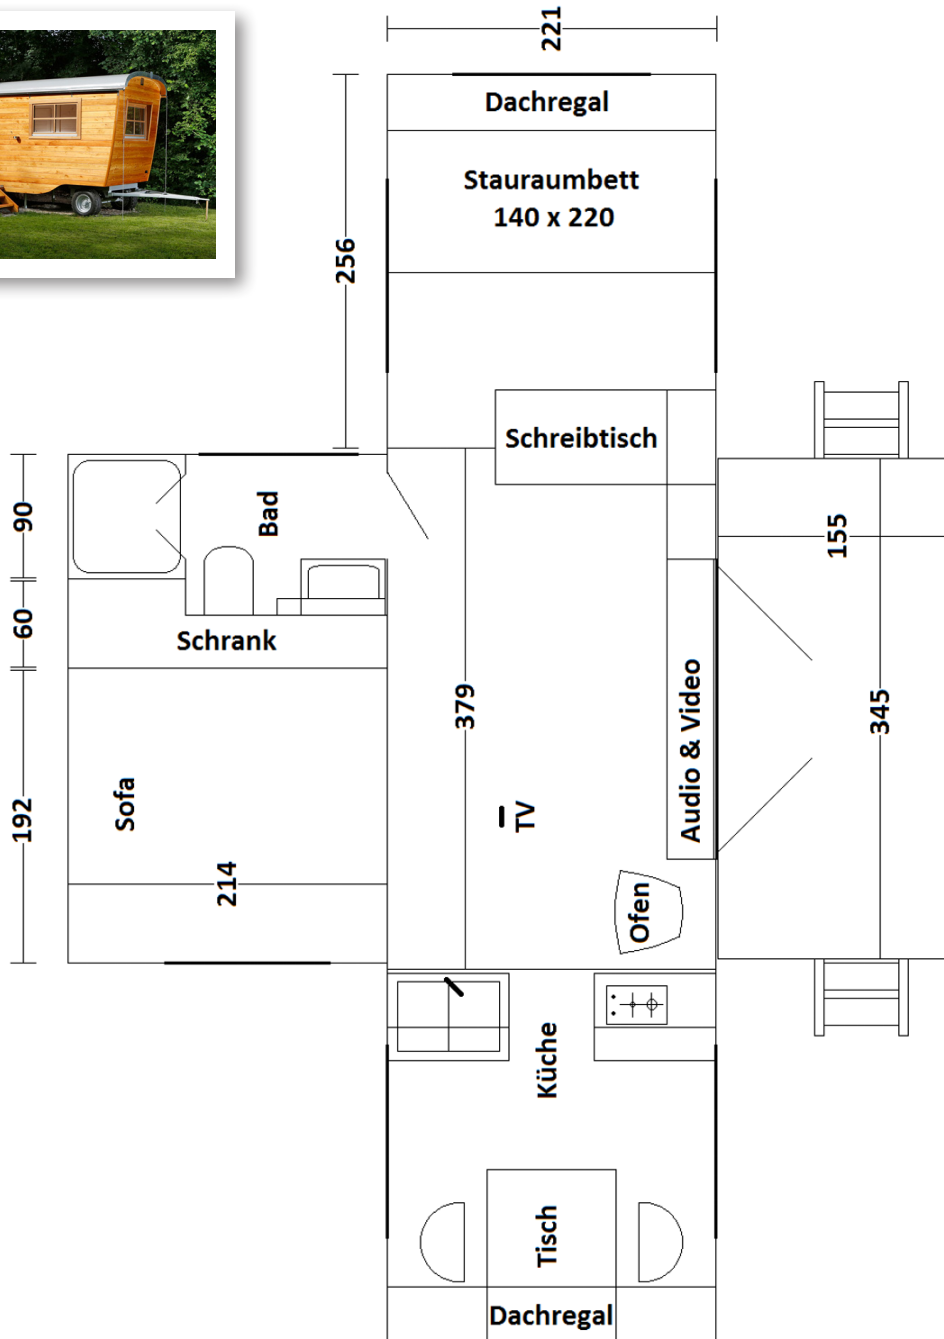 221
Dachregal
Stauraumbett
140 x 220
256
Schreibtisch
90
Bad
155
60
Schrank
379
Audio & Video
345
192
Sofa
TV
214
Ofen
Küche
Tisch
Dachregal